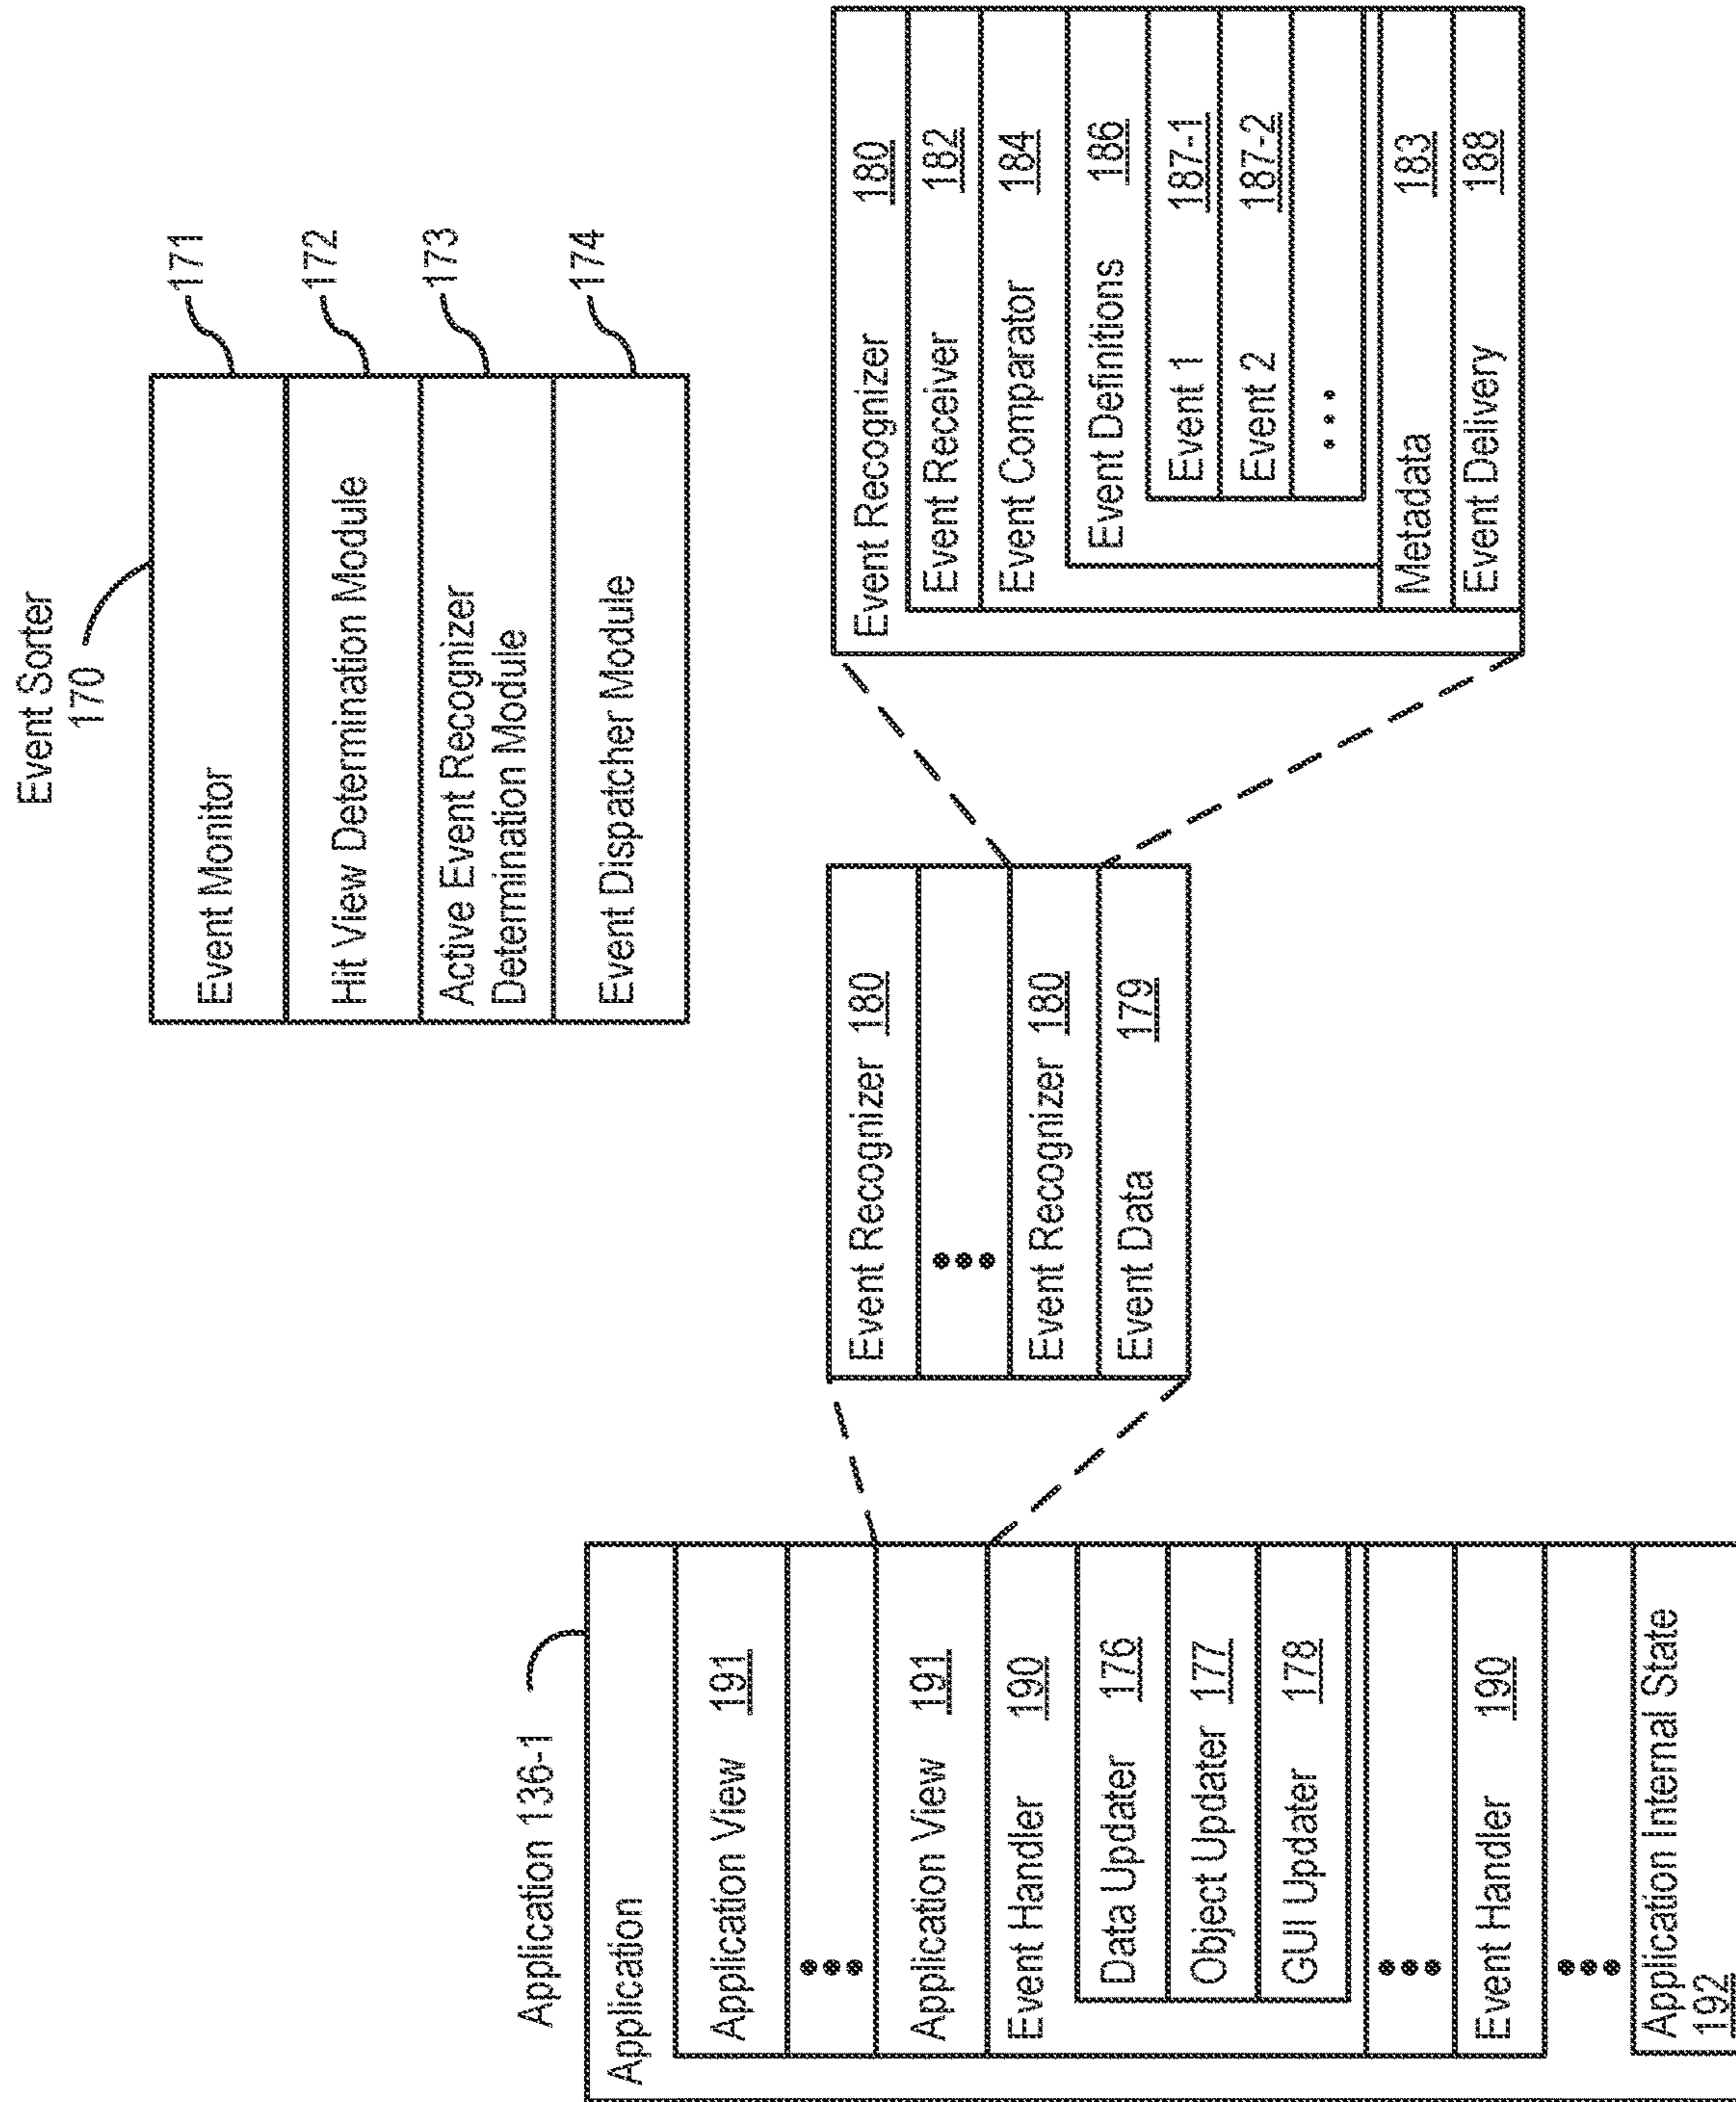 Event Sorter
170
Event Monitor
171
Hit View Determination Module
172
Active Event Recognizer
Determination Module
173
Event Dispatcher Module
174
Application 136-1
Application
Application View 191
•••
Application View 191
Event Handler 190
Data Updater 176
Object Updater 177
GUI Updater 178
•••
Event Handler 190
•••
Application Internal State
192
Event Recognizer 180
•••
Event Recognizer 180
Event Data 179
Event Recognizer 180
Event Receiver 182
Event Comparator 184
Event Definitions 186
Event 1 187-1
Event 2 187-2
•••
Metadata 183
Event Delivery 188